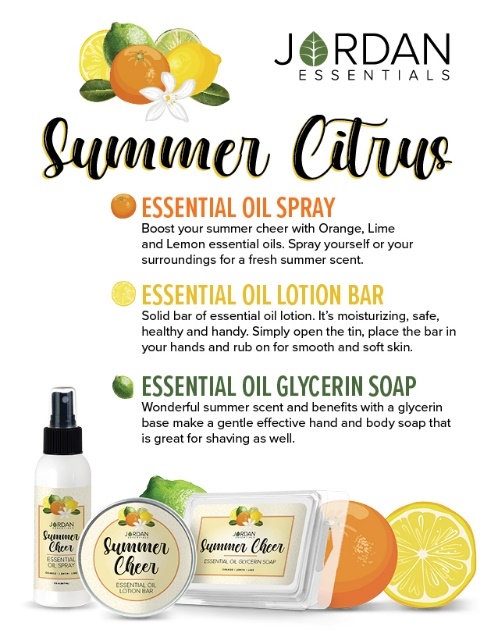 JORDAN
ESSENTIALS
Summer Citrus
ESSENTIAL OIL SPRAY
Boost your summer cheer with Orange, Lime
and Lemon essential oils. Spray yourself or your
surroundings for a fresh summer scent.
ESSENTIAL OIL LOTION BAR
Solid bar of essential oil lotion. It’s moisturizing, safe,
healthy and handy. Simply open the tin, place the bar in
your hands and rub on for smooth and soft skin.
ESSENTIAL OIL GLYCERIN SOAP
Wonderful summer scent and benefits with a glycerin
base make a gentle effective hand and body soap that
is great for shaving as well.
JORDAN
ESSENTIALS
Summer
Cheer
ESSENTIAL
OIL SPRAY
JORDAN
ESSENTIALS
Summer
Cheer
ESSENTIAL OIL
LOTION BAR
JORDAN
ESSENTIALS
Summer Cheer
ESSENTIAL OIL GLYCERIN SOAP